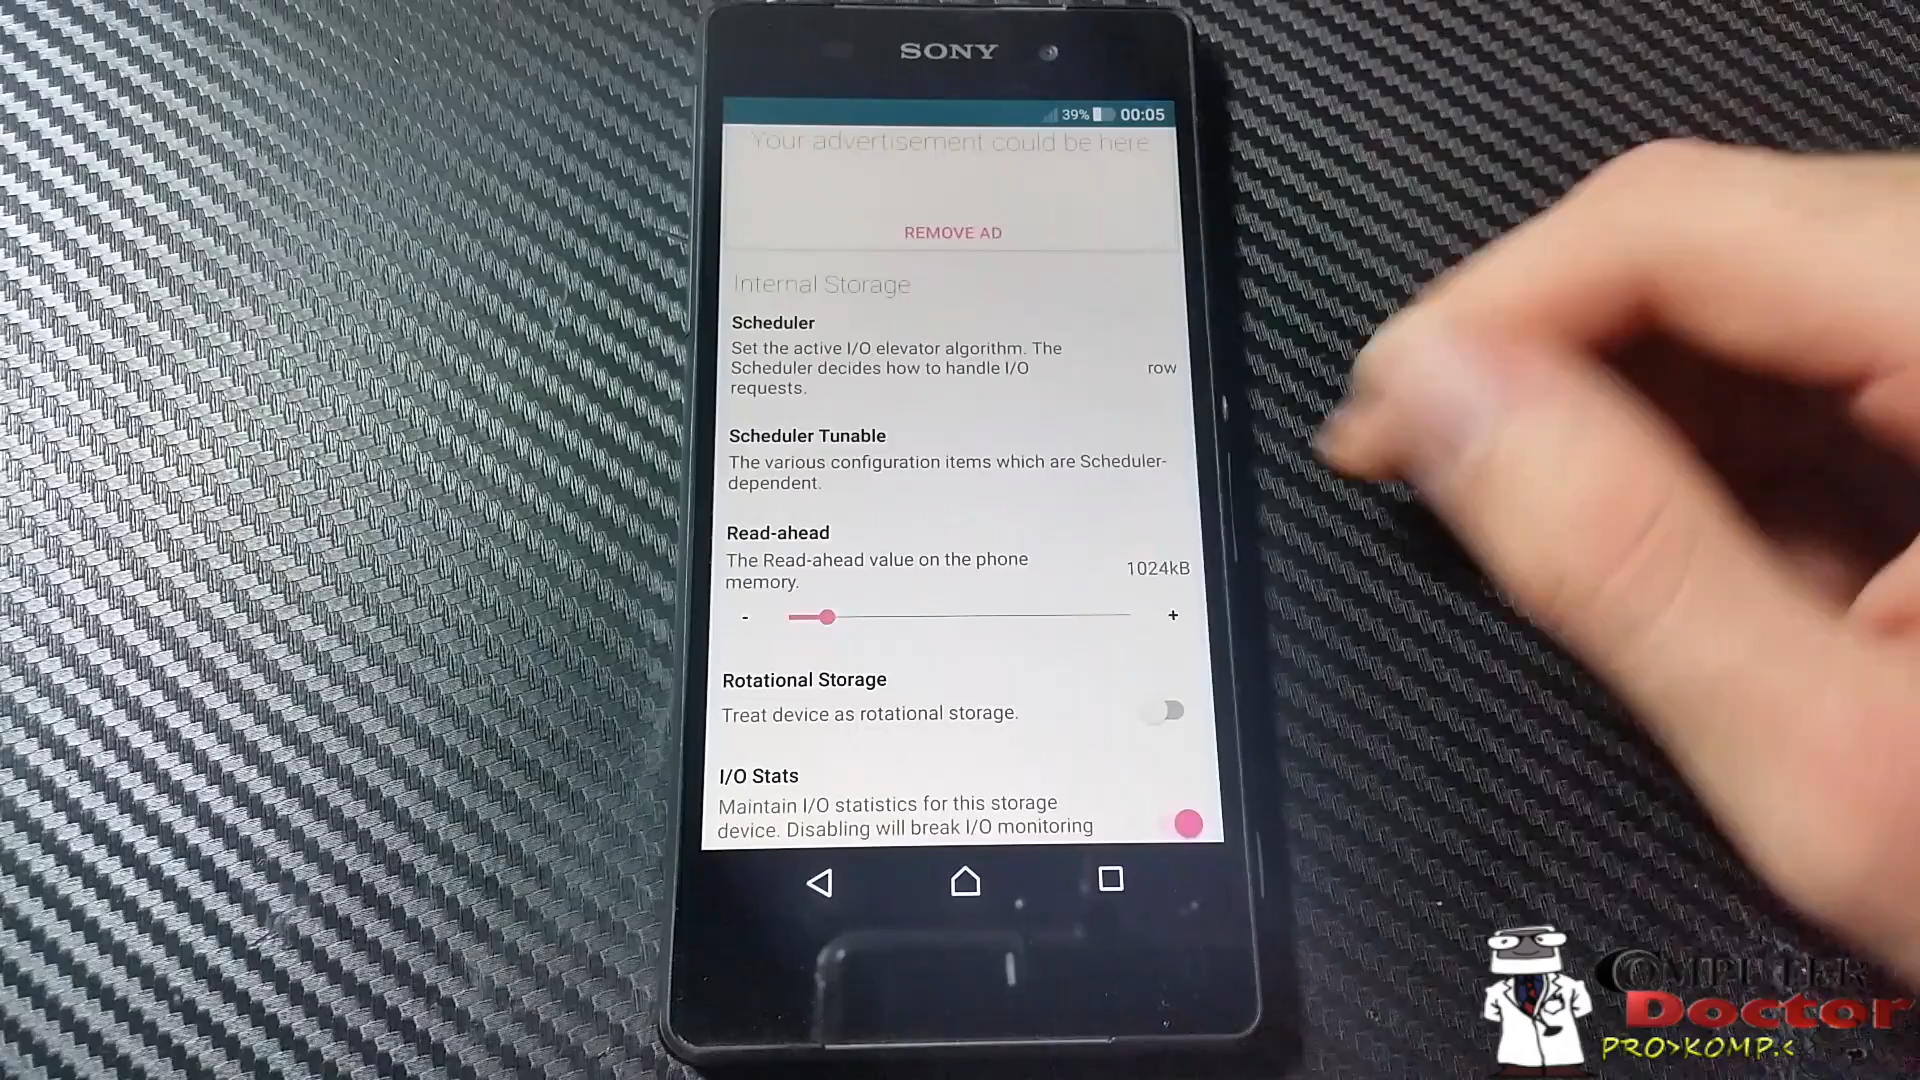 SONY
39% 00:05
Your advertisement could be here
REMOVE AD
Internal Storage
Scheduler
Set the active I/O elevator algorithm. The
Scheduler decides how to handle I/O
requests.
row
Scheduler Tunable
The various configuration items which are Scheduler-
dependent.
Read-ahead
The Read-ahead value on the phone
memory.
1024kB
- +
Rotational Storage
Treat device as rotational storage.
I/O Stats
Maintain I/O statistics for this storage
device. Disabling will break I/O monitoring
COMPUTER
Doctor
PRO>KOMP.<